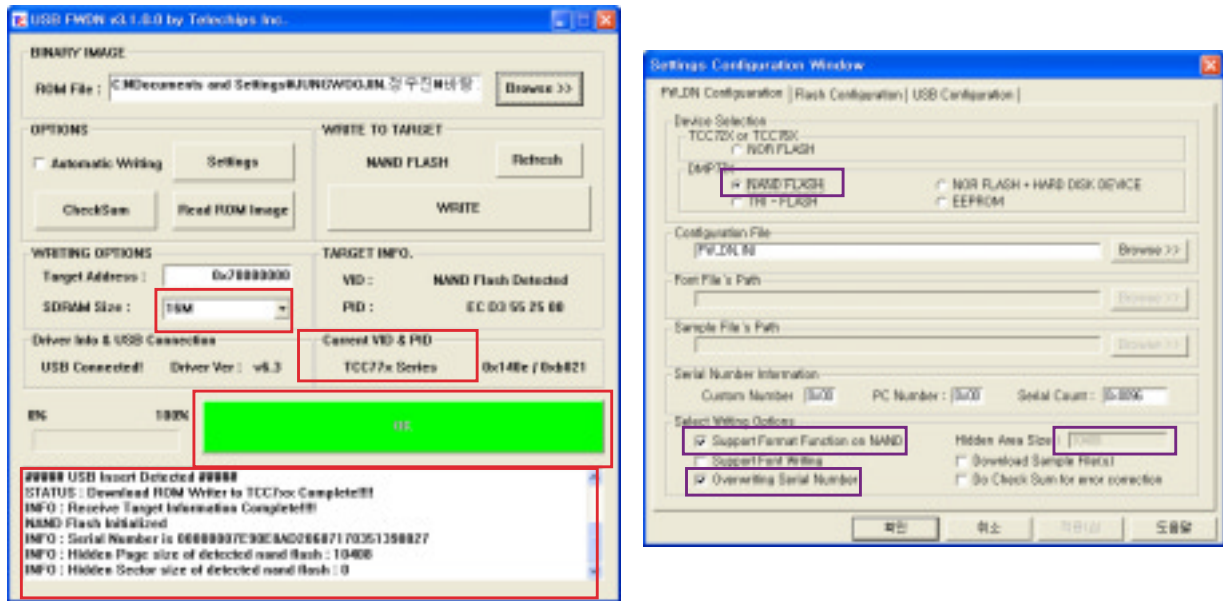 USB FWDN v3.1.0.0 by Telechips Inc.
BINARY IMAGE
ROM File : Browse >>
OPTIONS
Automatic Writing
Settings
CheckSum
Read ROM Image
WRITE TO TARGET
NAND FLASH
Refresh
WRITE
WRITING OPTIONS
Target Address : 0x20000000
SDRAM Size : 16M
TARGET INFO.
VID : NAND Flash Detected
PID : EC D3 55 25 00
Driver Info & USB Connection
USB Connected! Driver Ver : v6.3
Current VID & PID
TCC77x Series
0% 100%
##### USB Insert Detected #####
STATUS : Download ROM Writer to TCC7xx Complete!!!!
INFO : Receive Target Information Complete!!!!
NAND Flash Initialized
INFO : Serial Number is
INFO : Hidden Page size of detected nand flash : 10408
INFO : Hidden Sector size of detected nand flash : 0
Settings Configuration Window
FWDN Configuration
Flash Configuration
USB Configuration
Device Selection
TCC72X or TCC76X
NOR FLASH
NAND FLASH
NOR FLASH + HARD DISK DEVICE
TRI - FLASH
EEPROM
Configuration File
FWDN.INI
Browse >>
Font File's Path
Browse >>
Sample File's Path
Browse >>
Serial Number Information
Custom Number 0x00 PC Number : 0x00 Serial Count :
Select Writing Options
Support Format Function on NAND
Hidden Area Size :
Support Font Writing
Download Sample File(s)
Overwriting Serial Number
Do Check Sum for error correction
확인
취소
도움말